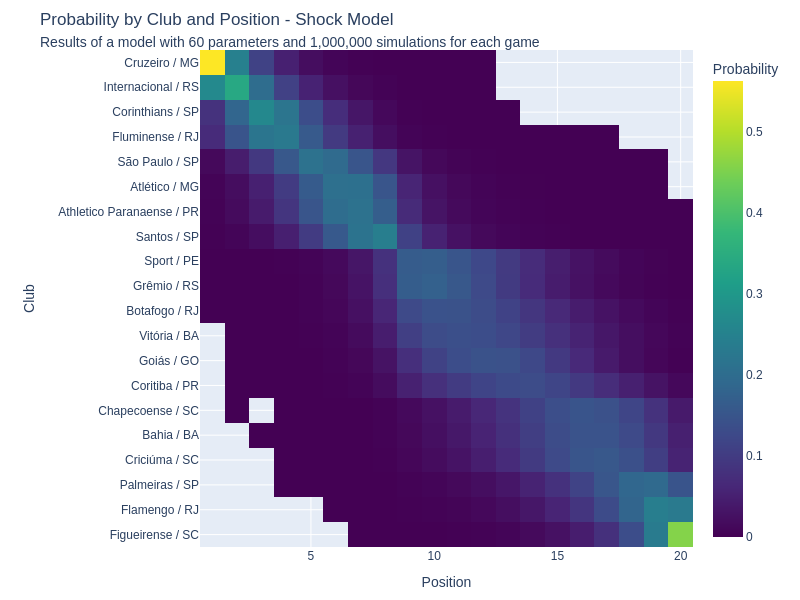 Probability by Club and Position - Shock Model
Results of a model with 60 parameters and 1,000,000 simulations for each game
Probability
Cruzeiro / MG
Internacional / RS
Corinthians / SP
Fluminense / RJ
São Paulo / SP
Atlético / MG
Athletico Paranaense / PR
Santos / SP
Sport / PE
Grêmio / RS
Botafogo / RJ
Vitória / BA
Goiás / GO
Coritiba / PR
Chapecoense / SC
Bahia / BA
Criciúma / SC
Palmeiras / SP
Flamengo / RJ
Figueirense / SC
Club
5
10
15
20
Position
0.5
0.4
0.3
0.2
0.1
0